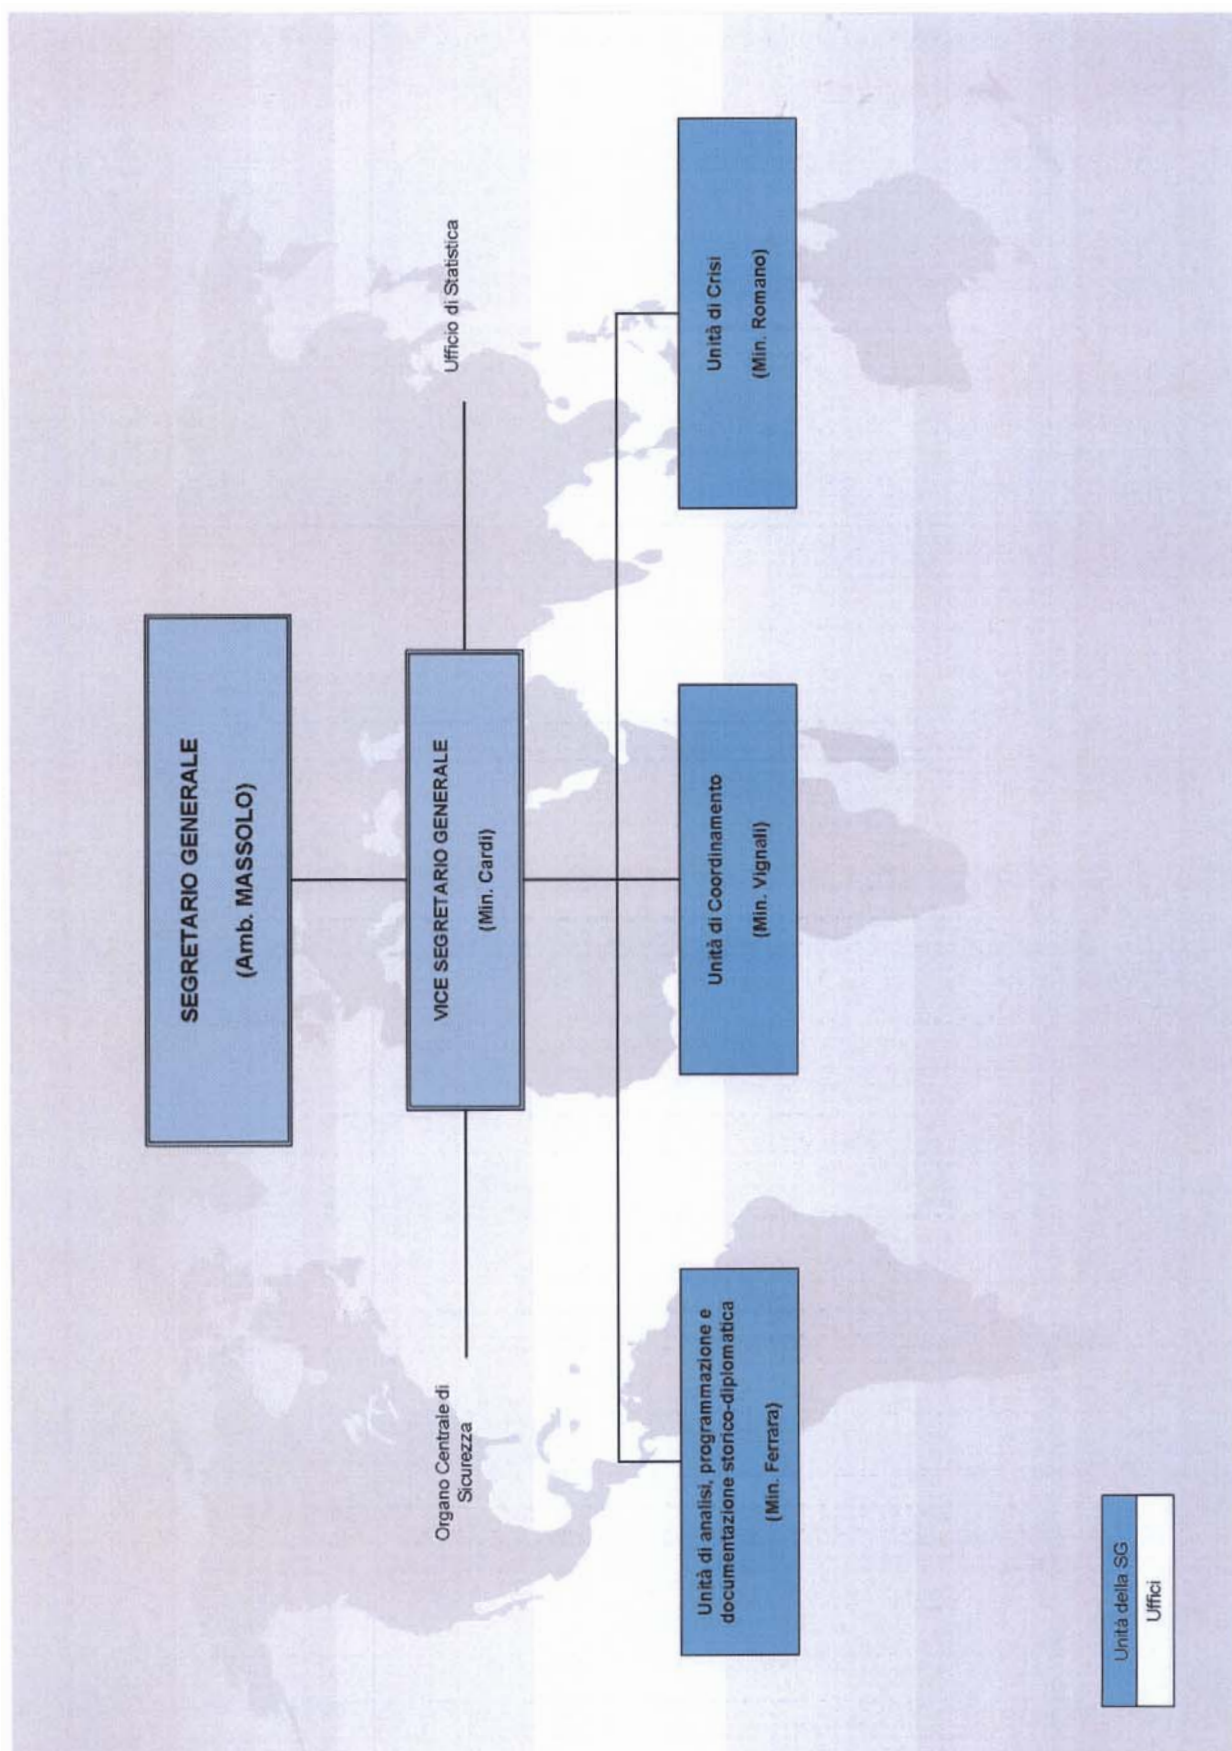 SEGRETARIO GENERALE
(Amb. MASSOLO)
VICE SEGRETARIO GENERALE
(Min. Cardi)
Organo Centrale di
Sicurezza
Ufficio di Statistica
Unità di analisi, programmazione e
documentazione storico-diplomatica
(Min. Ferrara)
Unità di Coordinamento
(Min. Vignali)
Unità di Crisi
(Min. Romano)
Unità della SG
Uffici